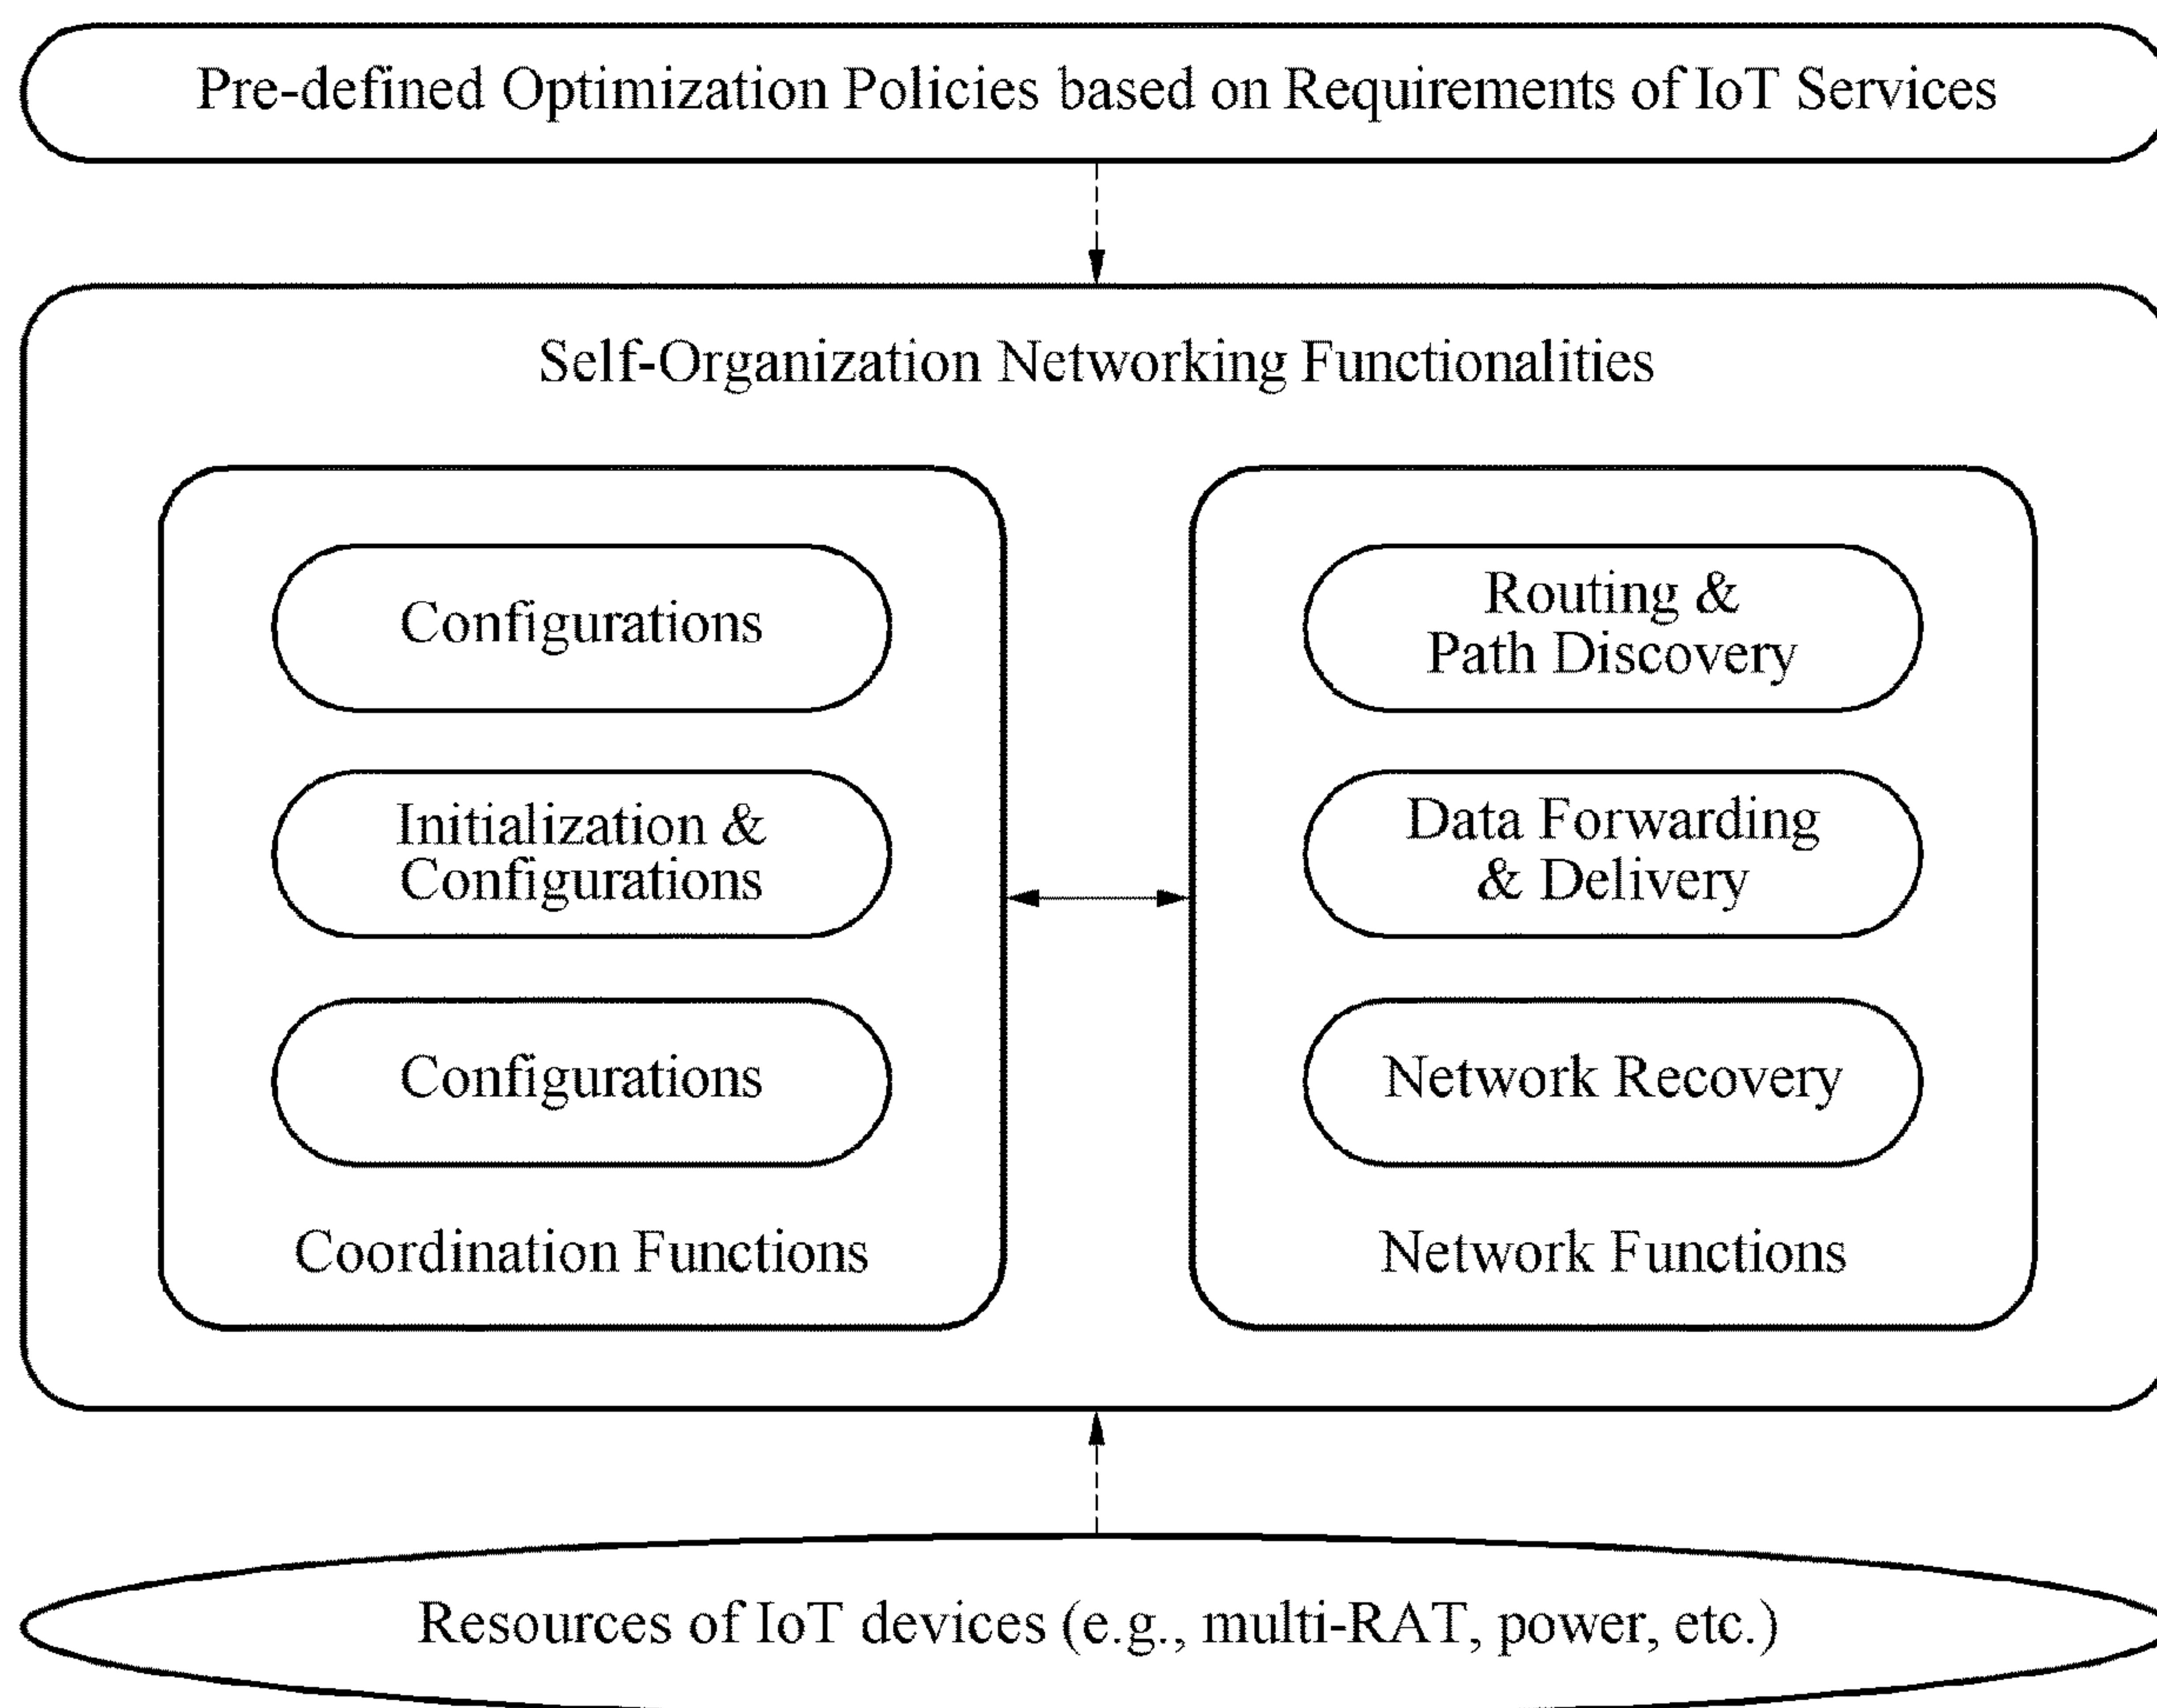 Pre-defined Optimization Policies based on Requirements of IoT Services
Self-Organization Networking Functionalities
Configurations
Initialization &
Configurations
Configurations
Coordination Functions
Routing &
Path Discovery
Data Forwarding
& Delivery
Network Recovery
Network Functions
Resources of IoT devices (e.g., multi-RAT, power, etc.)